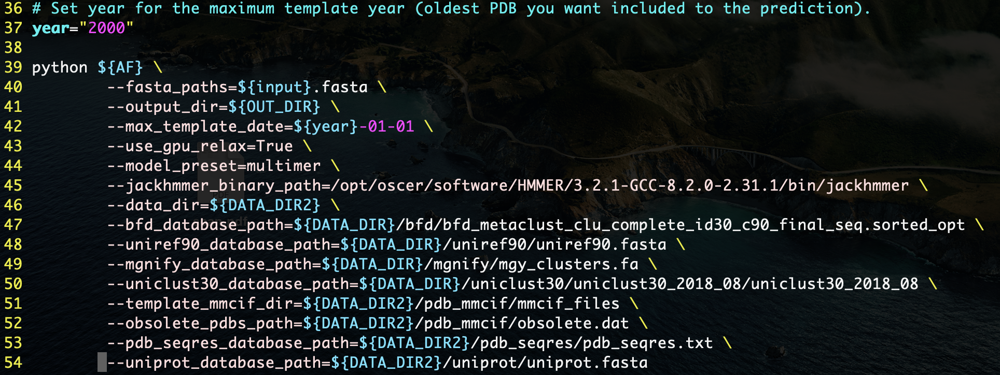 36 # Set year for the maximum template year (oldest PDB you want included to the prediction).
37 year="2000"
38
39 python ${AF} \
40         --fasta_paths=${input}.fasta \
41         --output_dir=${OUT_DIR} \
42         --max_template_date=${year}-01-01 \
43         --use_gpu_relax=True \
44         --model_preset=multimer \
45         --jackhmmer_binary_path=/opt/oscer/software/HMMER/3.2.1-GCC-8.2.0-2.31.1/bin/jackhmmer \
46         --data_dir=${DATA_DIR2} \
47         --bfd_database_path=${DATA_DIR}/bfd/bfd_metaclust_clu_complete_id30_c90_final_seq.sorted_opt \
48         --uniref90_database_path=${DATA_DIR}/uniref90/uniref90.fasta \
49         --mgnify_database_path=${DATA_DIR}/mgnify/mgy_clusters.fa \
50         --uniclust30_database_path=${DATA_DIR}/uniclust30/uniclust30_2018_08/uniclust30_2018_08 \
51         --template_mmcif_dir=${DATA_DIR2}/pdb_mmcif/mmcif_files \
52         --obsolete_pdbs_path=${DATA_DIR2}/pdb_mmcif/obsolete.dat \
53         --pdb_seqres_database_path=${DATA_DIR2}/pdb_seqres/pdb_seqres.txt \
54         --uniprot_database_path=${DATA_DIR2}/uniprot/uniprot.fasta